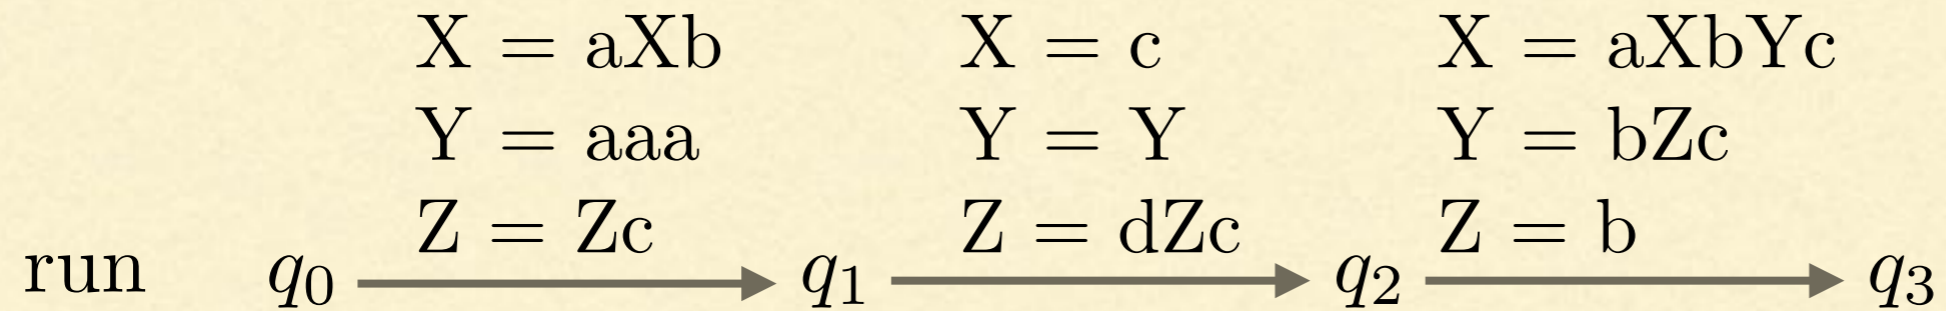 X = aXb X = c X = aXbYc
Y = aaa Y = Y Y = bZc
Z = Zc Z = dZc Z = b
run q₀ q₁ q₂ q₃